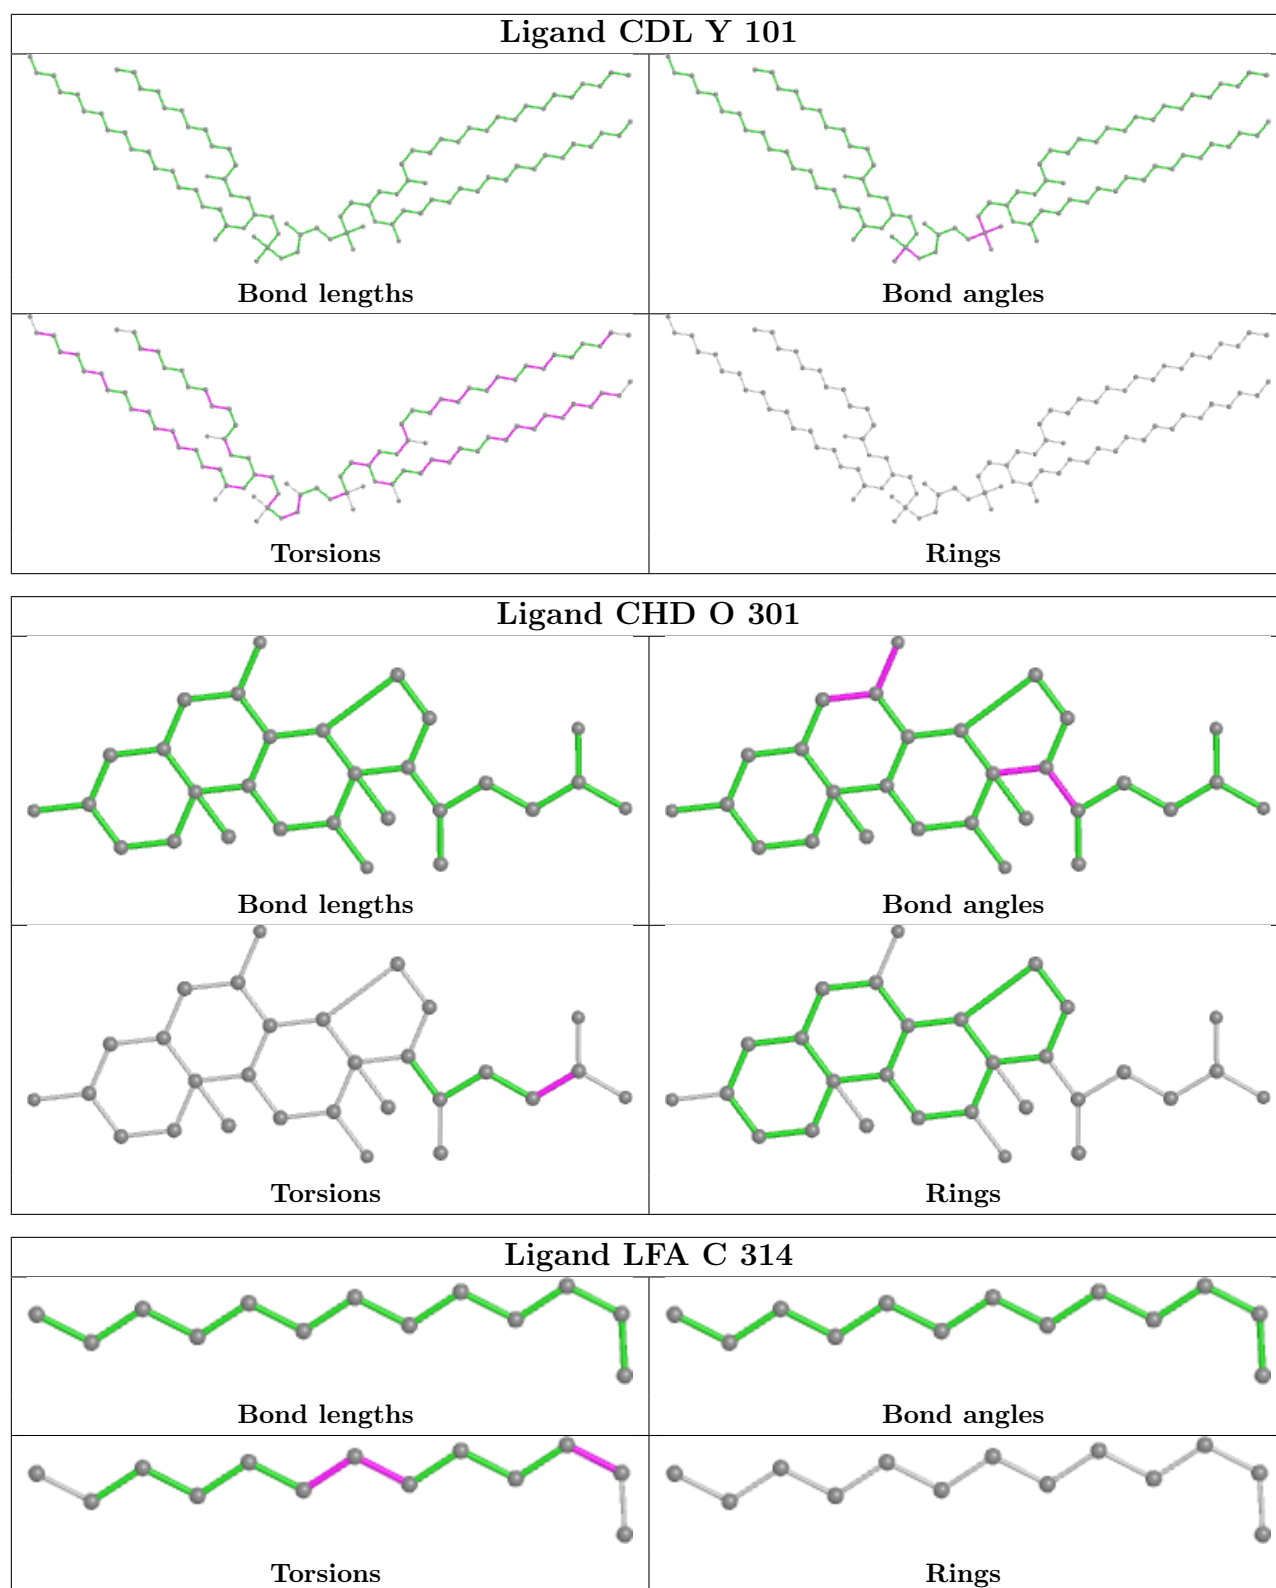 Ligand CDL Y 101
Bond lengths
Bond angles
Torsions
Rings
Ligand CHD O 301
Bond lengths
Bond angles
Torsions
Rings
Ligand LFA C 314
Bond lengths
Bond angles
Torsions
Rings